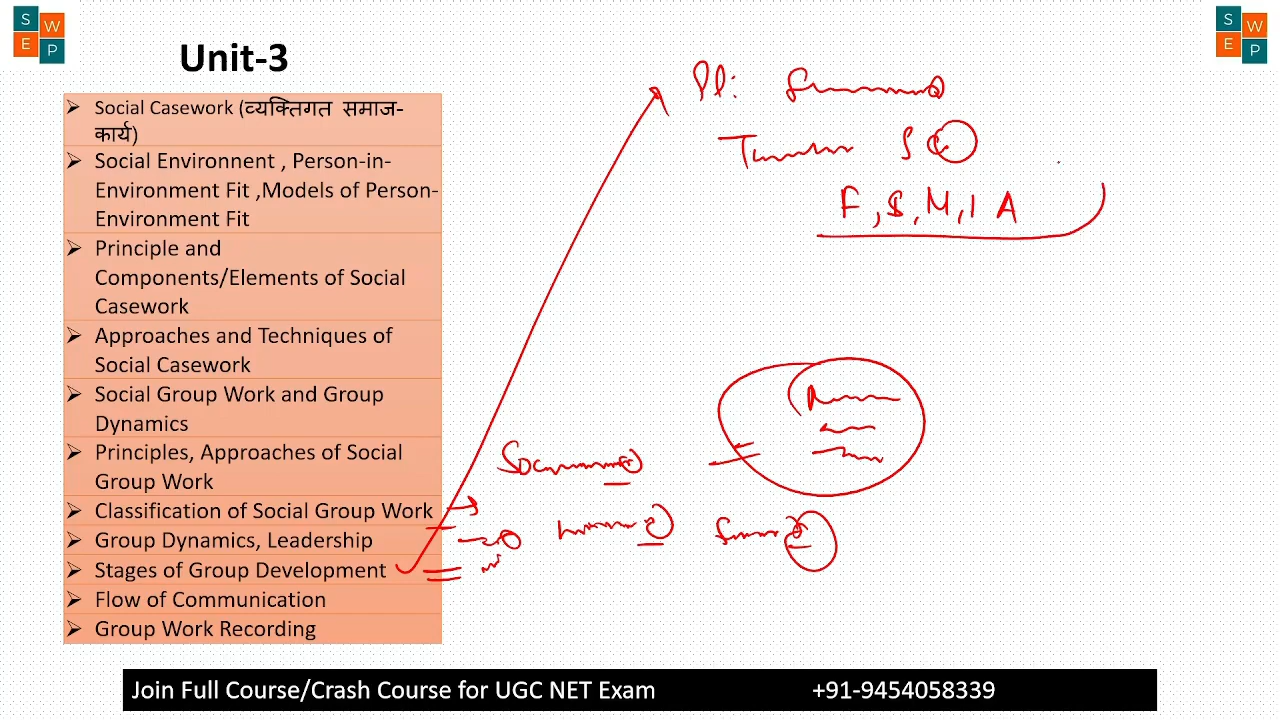 S W
E P
S W
E P
Unit-3
Social Casework (व्यक्तिगत समाज-
कार्य)
Social Environnent , Person-in-
Environment Fit ,Models of Person-
Environment Fit
Principle and
Components/Elements of Social
Casework
Approaches and Techniques of
Social Casework
Social Group Work and Group
Dynamics
Principles, Approaches of Social
Group Work
Classification of Social Group Work
Group Dynamics, Leadership
Stages of Group Development
Flow of Communication
Group Work Recording
F, S, M, I A
Join Full Course/Crash Course for UGC NET Exam +91-9454058339